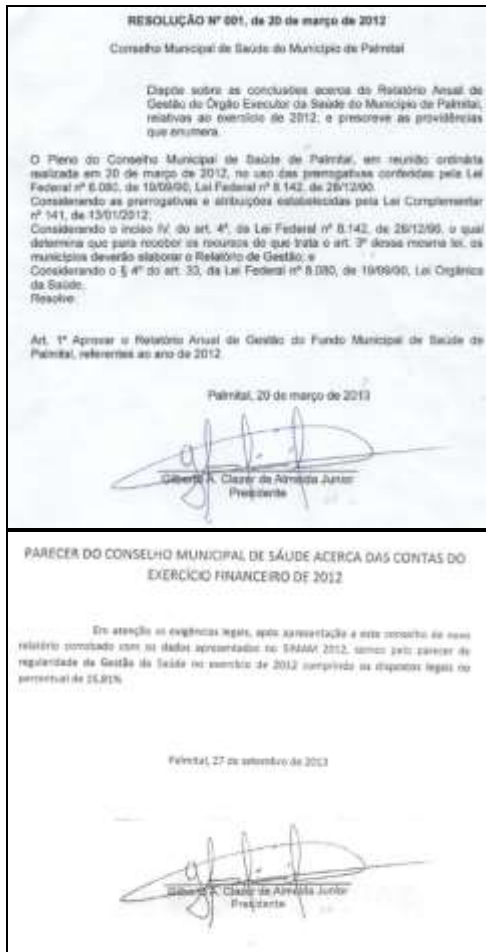 RESOLUÇÃO Nº 001, de 20 de março de 2012
Conselho Municipal de Saúde do Município de Palmital
Dispõe sobre as conclusões acerca do Relatório Anual de
Gestão do Órgão Executor da Saúde do Município de Palmital,
relativas ao exercício de 2012, e prescreve as providências
que enumera.
O Pleno do Conselho Municipal de Saúde de Palmital, em reunião ordinária
realizada em 20 de março de 2012, no uso das prerrogativas conferidas pela Lei
Federal nº 8.080, de 19/09/90, Lei Federal nº 8.142, de 28/12/90.
Considerando as prerrogativas e atribuições estabelecidas pela Lei Complementar
nº 141, de 13/01/2012;
Considerando o inciso IV, do art. 4º, da Lei Federal nº 8.142, de 28/12/90, o qual
determina que para receber os recursos de que trata o art. 3º dessa mesma lei, os
municípios deverão elaborar o Relatório de Gestão; e
Considerando o § 4º do art. 33, da Lei Federal nº 8.080, de 19/09/90, Lei Orgânica
da Saúde,
Resolve:
Art. 1º Aprovar o Relatório Anual de Gestão do Fundo Municipal de Saúde de
Palmital, referentes ao ano de 2012.
Palmital, 20 de março de 2013
Gilberto A. Clazer de Almeida Junior
Presidente
PARECER DO CONSELHO MUNICIPAL DE SAÚDE ACERCA DAS CONTAS DO
EXERCÍCIO FINANCEIRO DE 2012
Em atenção as exigências legais, após apresentação a este conselho de novo
relatório corroborado com os dados apresentados no 2012, somos pelo parecer de
regularidade da Gestão da Saúde no exercício de 2012 cumprindo os dispostos legais no
percentual de 15,81%
Palmital, 27 de setembro de 2013
Gilberto A. Clazer de Almeida Junior
Presidente